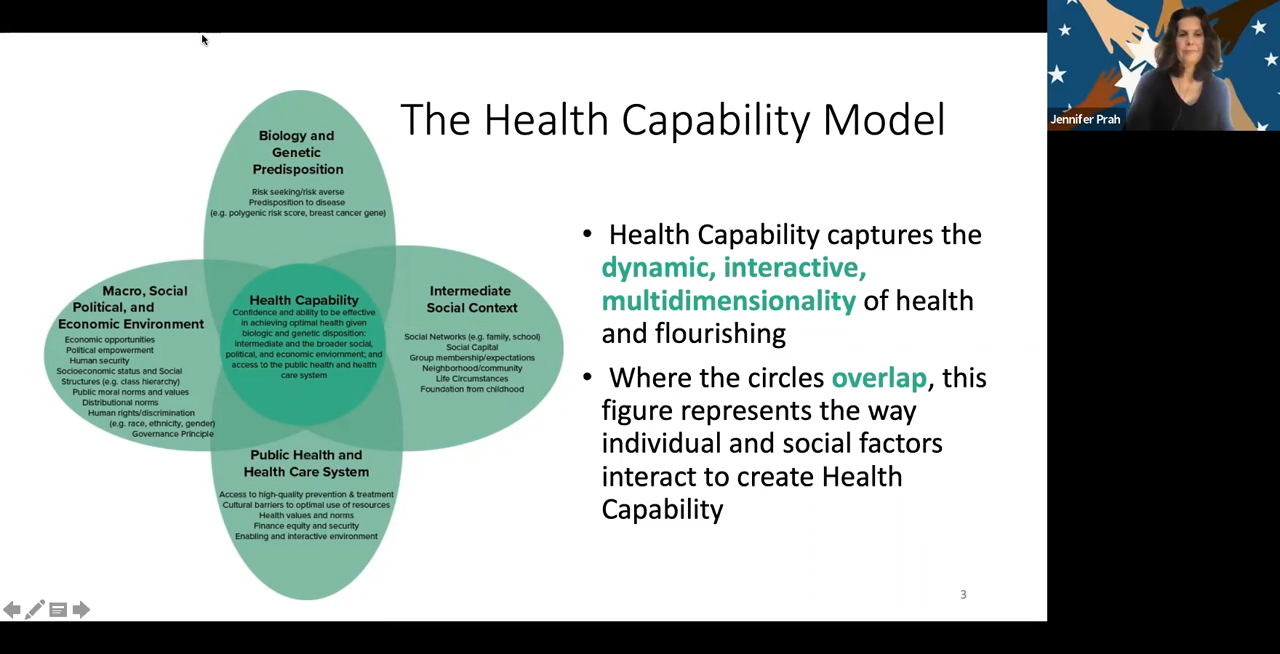 The Health Capability Model
Biology and
Genetic
Predisposition
Risk seeking/risk averse
Predisposition to disease
(e.g. polygenic risk score, breast cancer gene)
Macro, Social
Political, and
Economic Environment
Economic opportunities
Political empowerment
Human security
Socioeconomic status and Social
Structures (e.g. class hierarchy)
Public moral norms and values
Distributional norms
Human rights/discrimination
(e.g. race, ethnicity, gender)
Governance Principle
Health Capability
Confidence and ability to be effective
in achieving optimal health given
biologic and genetic disposition:
intermediate and the broader social,
political, and economic enviornment; and
access to the public health and health
care system
Intermediate
Social Context
Social Networks (e.g. family, school)
Social Capital
Group membership/expectations
Neighborhood/community
Life Circumstances
Foundation from childhood
Public Health and
Health Care System
Access to high-quality prevention & treatment
Cultural barriers to optimal use of resources
Health values and norms
Finance equity and security
Enabling and interactive environment
• Health Capability captures the
dynamic, interactive,
multidimensionality of health
and flourishing
• Where the circles overlap, this
figure represents the way
individual and social factors
interact to create Health
Capability
3
Jennifer Prah